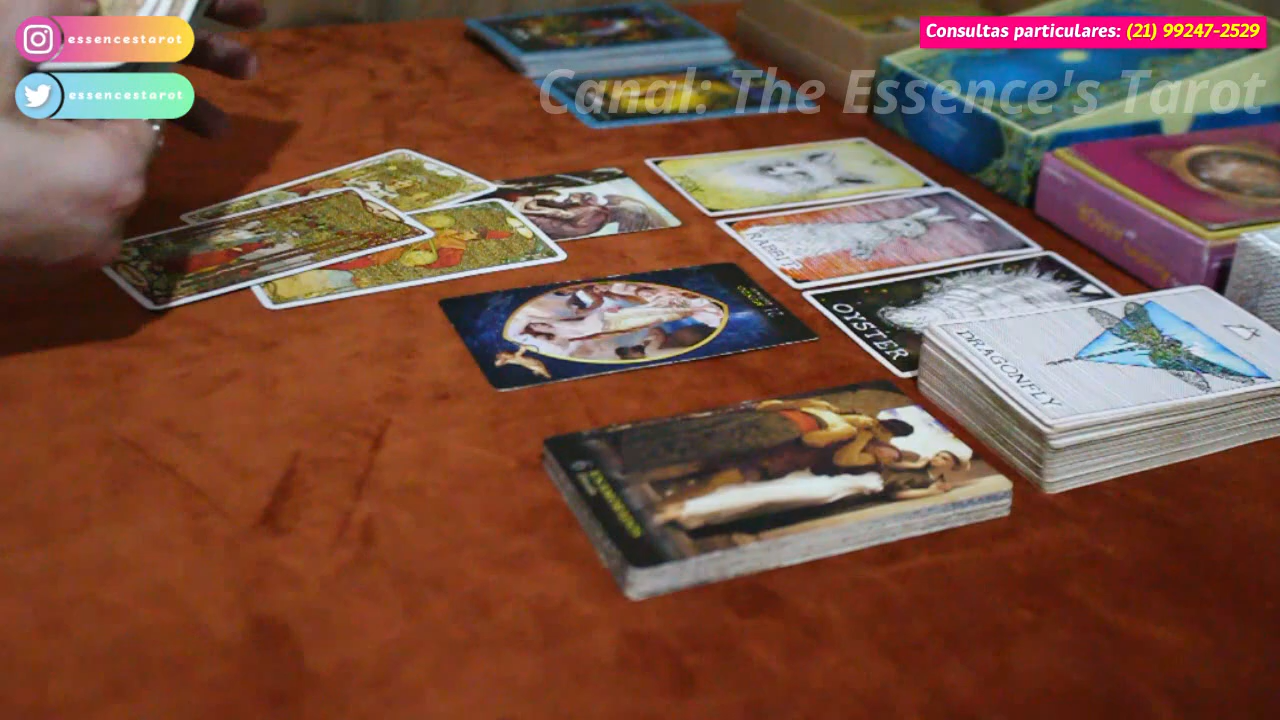 essencestarot
essencestarot
Consultas particulares: (21) 99247-2529
Canal: The Essence's Tarot
RABBIT
OYSTER
DRAGONFLY